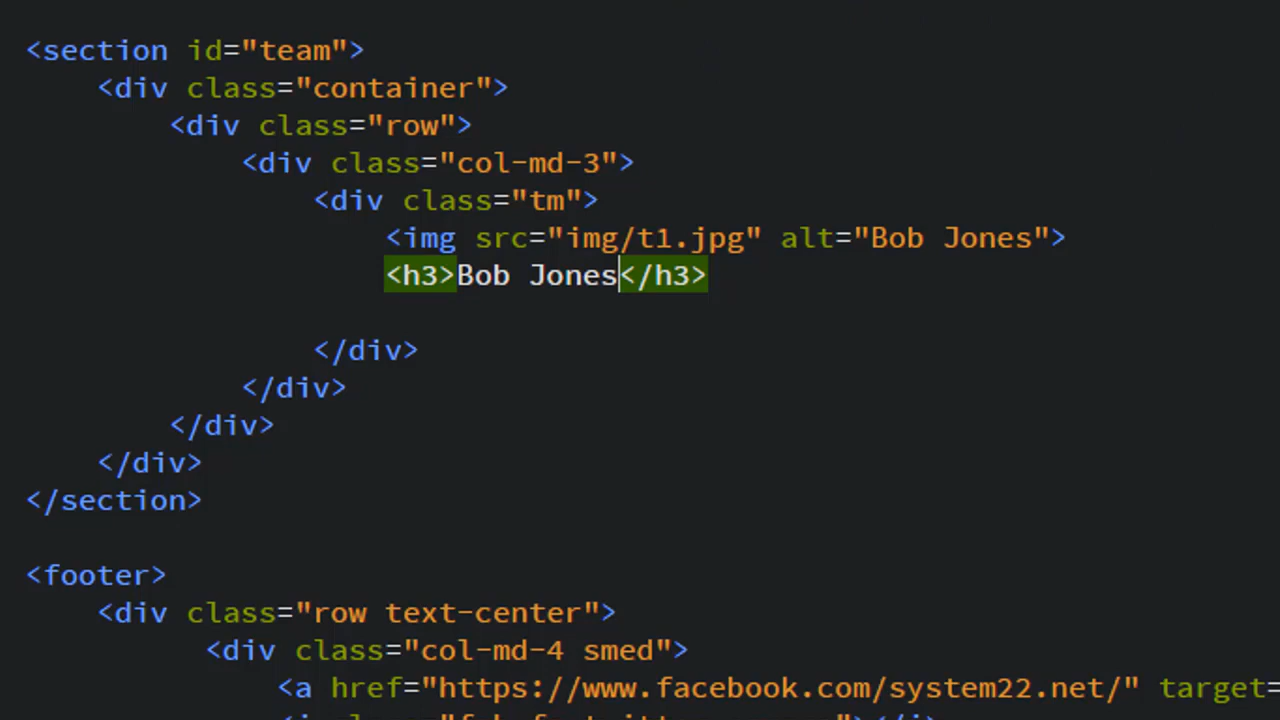 <section id="team">
<div class="container">
<div class="row">
<div class="col-md-3">
<div class="tm">
<img src="img/t1.jpg" alt="Bob Jones">
<h3>Bob Jones</h3>
</div>
</div>
</div>
</div>
</section>
<footer>
<div class="row text-center">
<div class="col-md-4 smed">
<a href="https://www.facebook.com/system22.net/" target=